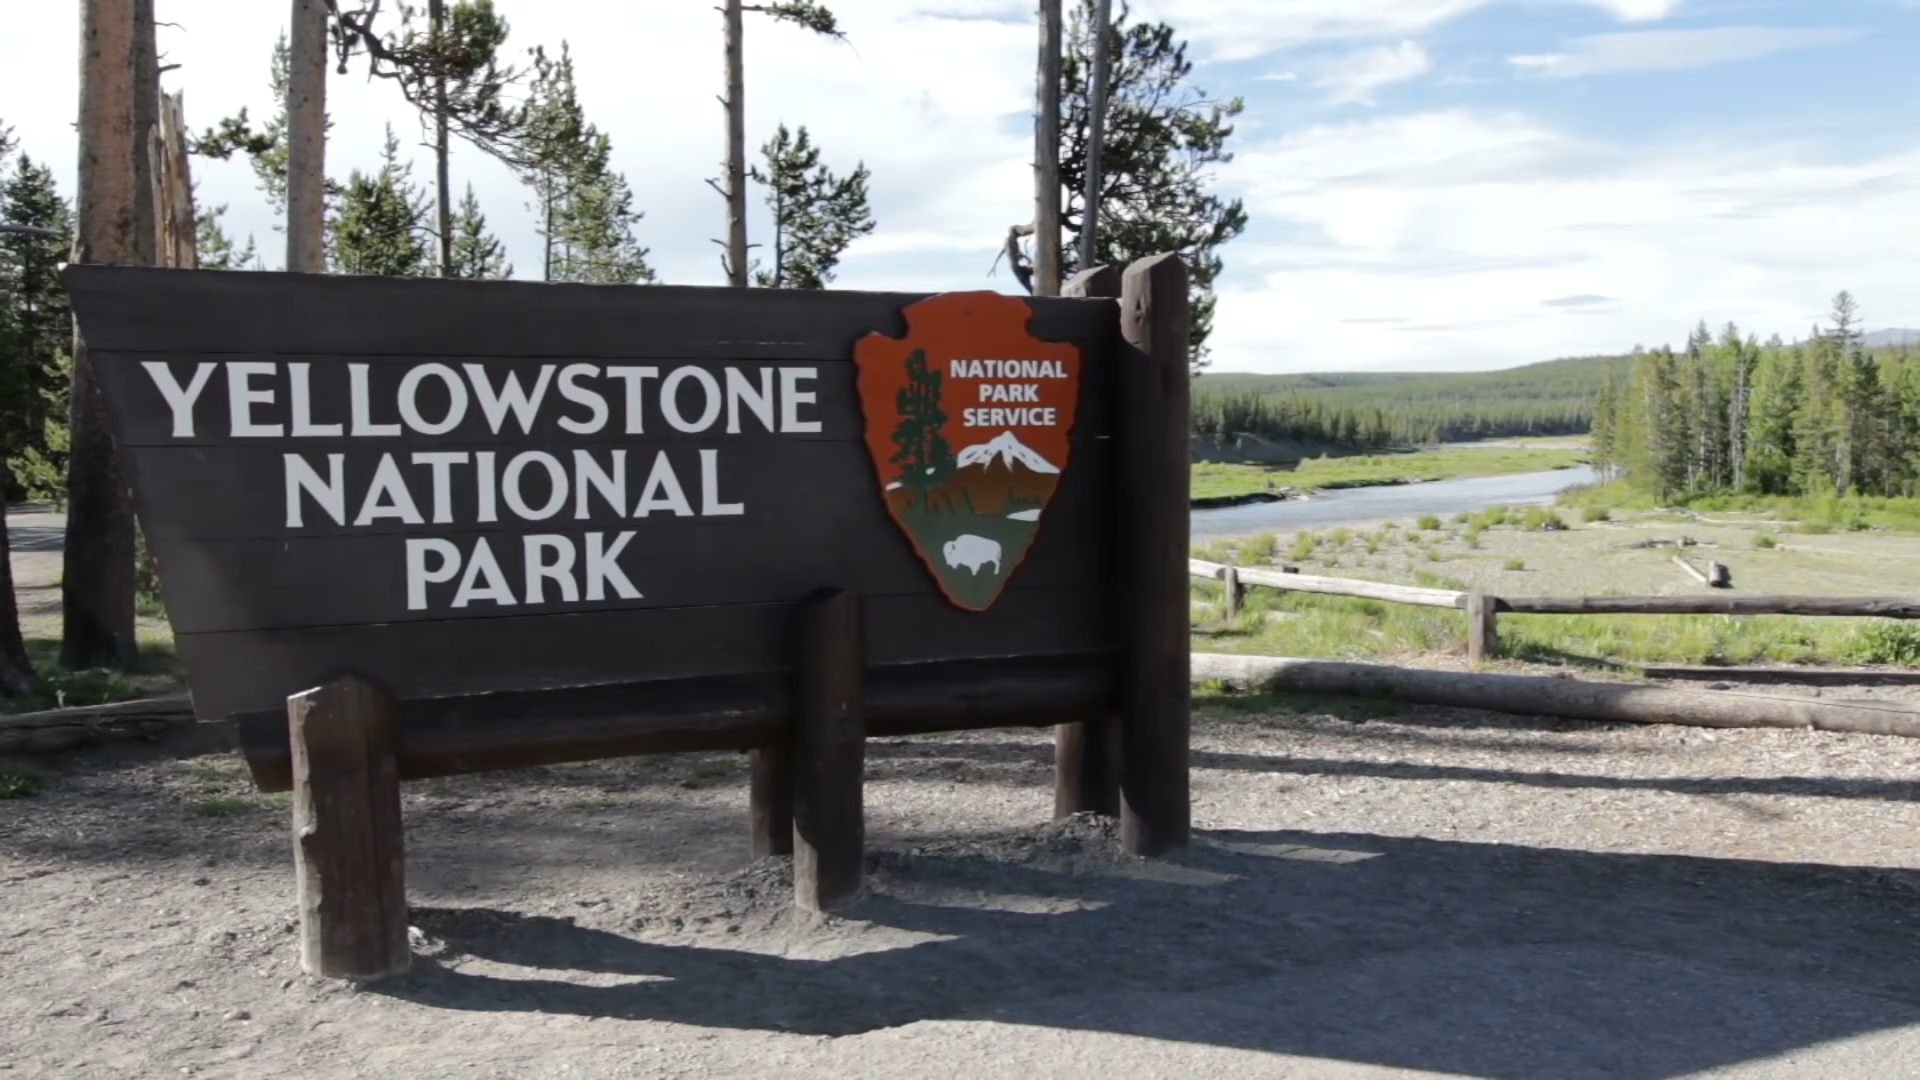 YELLOWSTONE
NATIONAL
PARK
NATIONAL
PARK
SERVICE